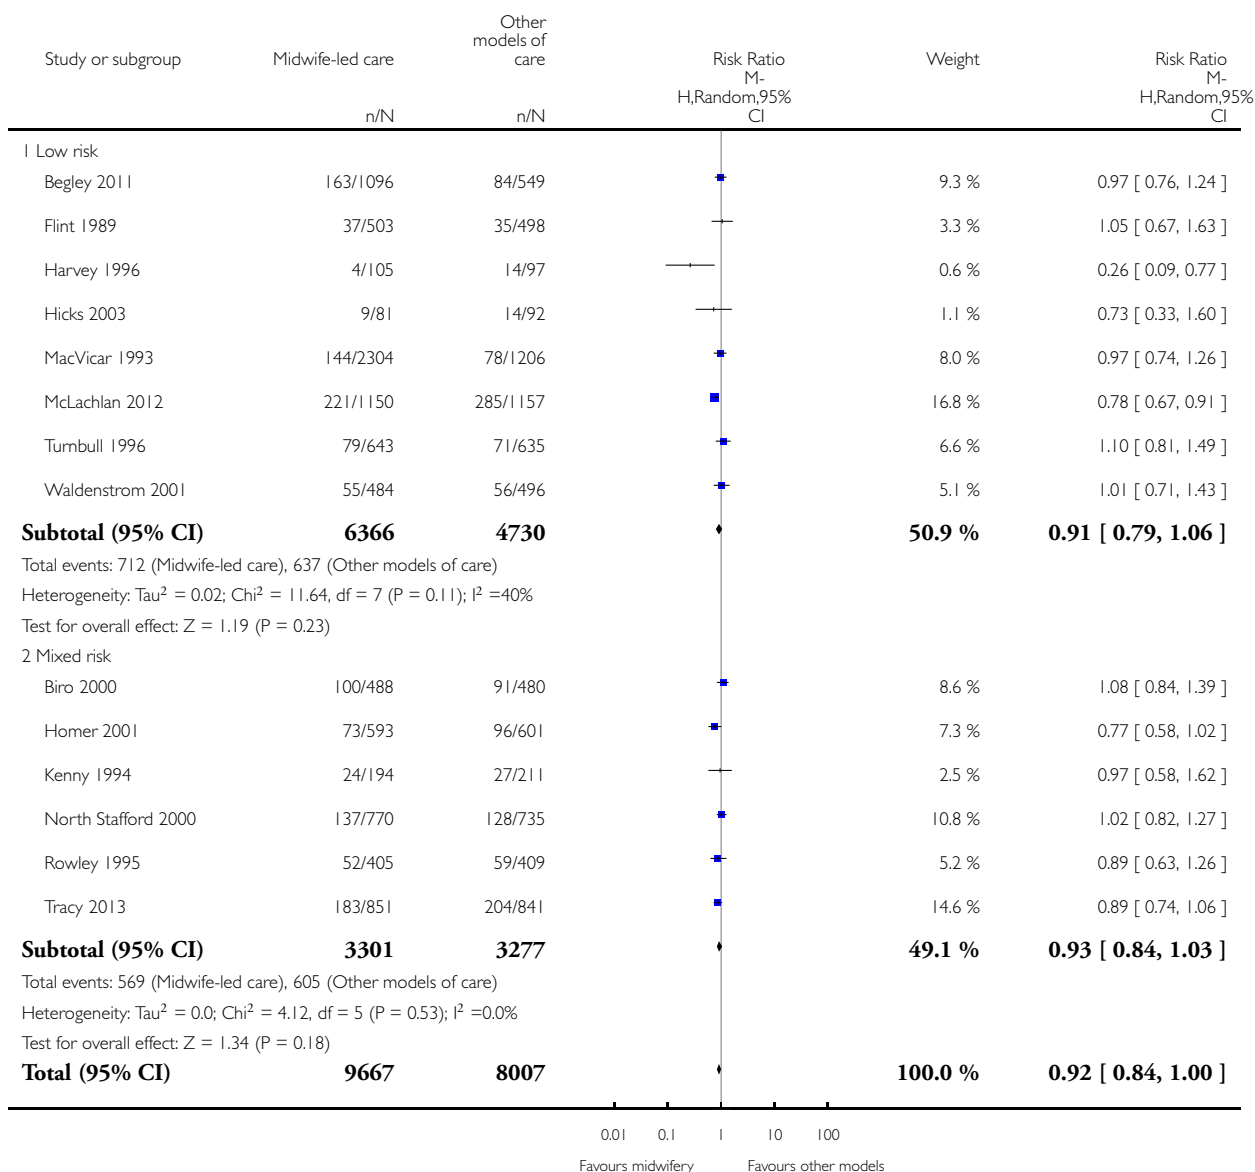 Study or subgroup Midwife-led care Other models of care Risk Ratio Weight Risk Ratio
n/N n/N M-H,Random,95% CI M-H,Random,95% CI
1 Low risk
Begley 2011 163/1096 84/549 9.3 % 0.97 [ 0.76, 1.24 ]
Flint 1989 37/503 35/498 3.3 % 1.05 [ 0.67, 1.63 ]
Harvey 1996 4/105 14/97 0.6 % 0.26 [ 0.09, 0.77 ]
Hicks 2003 9/81 14/92 1.1 % 0.73 [ 0.33, 1.60 ]
MacVicar 1993 144/2304 78/1206 8.0 % 0.97 [ 0.74, 1.26 ]
McLachlan 2012 221/1150 285/1157 16.8 % 0.78 [ 0.67, 0.91 ]
Turnbull 1996 79/643 71/635 6.6 % 1.10 [ 0.81, 1.49 ]
Waldenstrom 2001 55/484 56/496 5.1 % 1.01 [ 0.71, 1.43 ]
Subtotal (95% CI) 6366 4730 50.9 % 0.91 [ 0.79, 1.06 ]
Total events: 712 (Midwife-led care), 637 (Other models of care)
Heterogeneity: Tau² = 0.02; Chi² = 11.64, df = 7 (P = 0.11); I² =40%
Test for overall effect: Z = 1.19 (P = 0.23)
2 Mixed risk
Biro 2000 100/488 91/480 8.6 % 1.08 [ 0.84, 1.39 ]
Homer 2001 73/593 96/601 7.3 % 0.77 [ 0.58, 1.02 ]
Kenny 1994 24/194 27/211 2.5 % 0.97 [ 0.58, 1.62 ]
North Stafford 2000 137/770 128/735 10.8 % 1.02 [ 0.82, 1.27 ]
Rowley 1995 52/405 59/409 5.2 % 0.89 [ 0.63, 1.26 ]
Tracy 2013 183/851 204/841 14.6 % 0.89 [ 0.74, 1.06 ]
Subtotal (95% CI) 3301 3277 49.1 % 0.93 [ 0.84, 1.03 ]
Total events: 569 (Midwife-led care), 605 (Other models of care)
Heterogeneity: Tau² = 0.0; Chi² = 4.12, df = 5 (P = 0.53); I² =0.0%
Test for overall effect: Z = 1.34 (P = 0.18)
Total (95% CI) 9667 8007 100.0 % 0.92 [ 0.84, 1.00 ]
0.01 0.1 1 10 100
Favours midwifery Favours other models